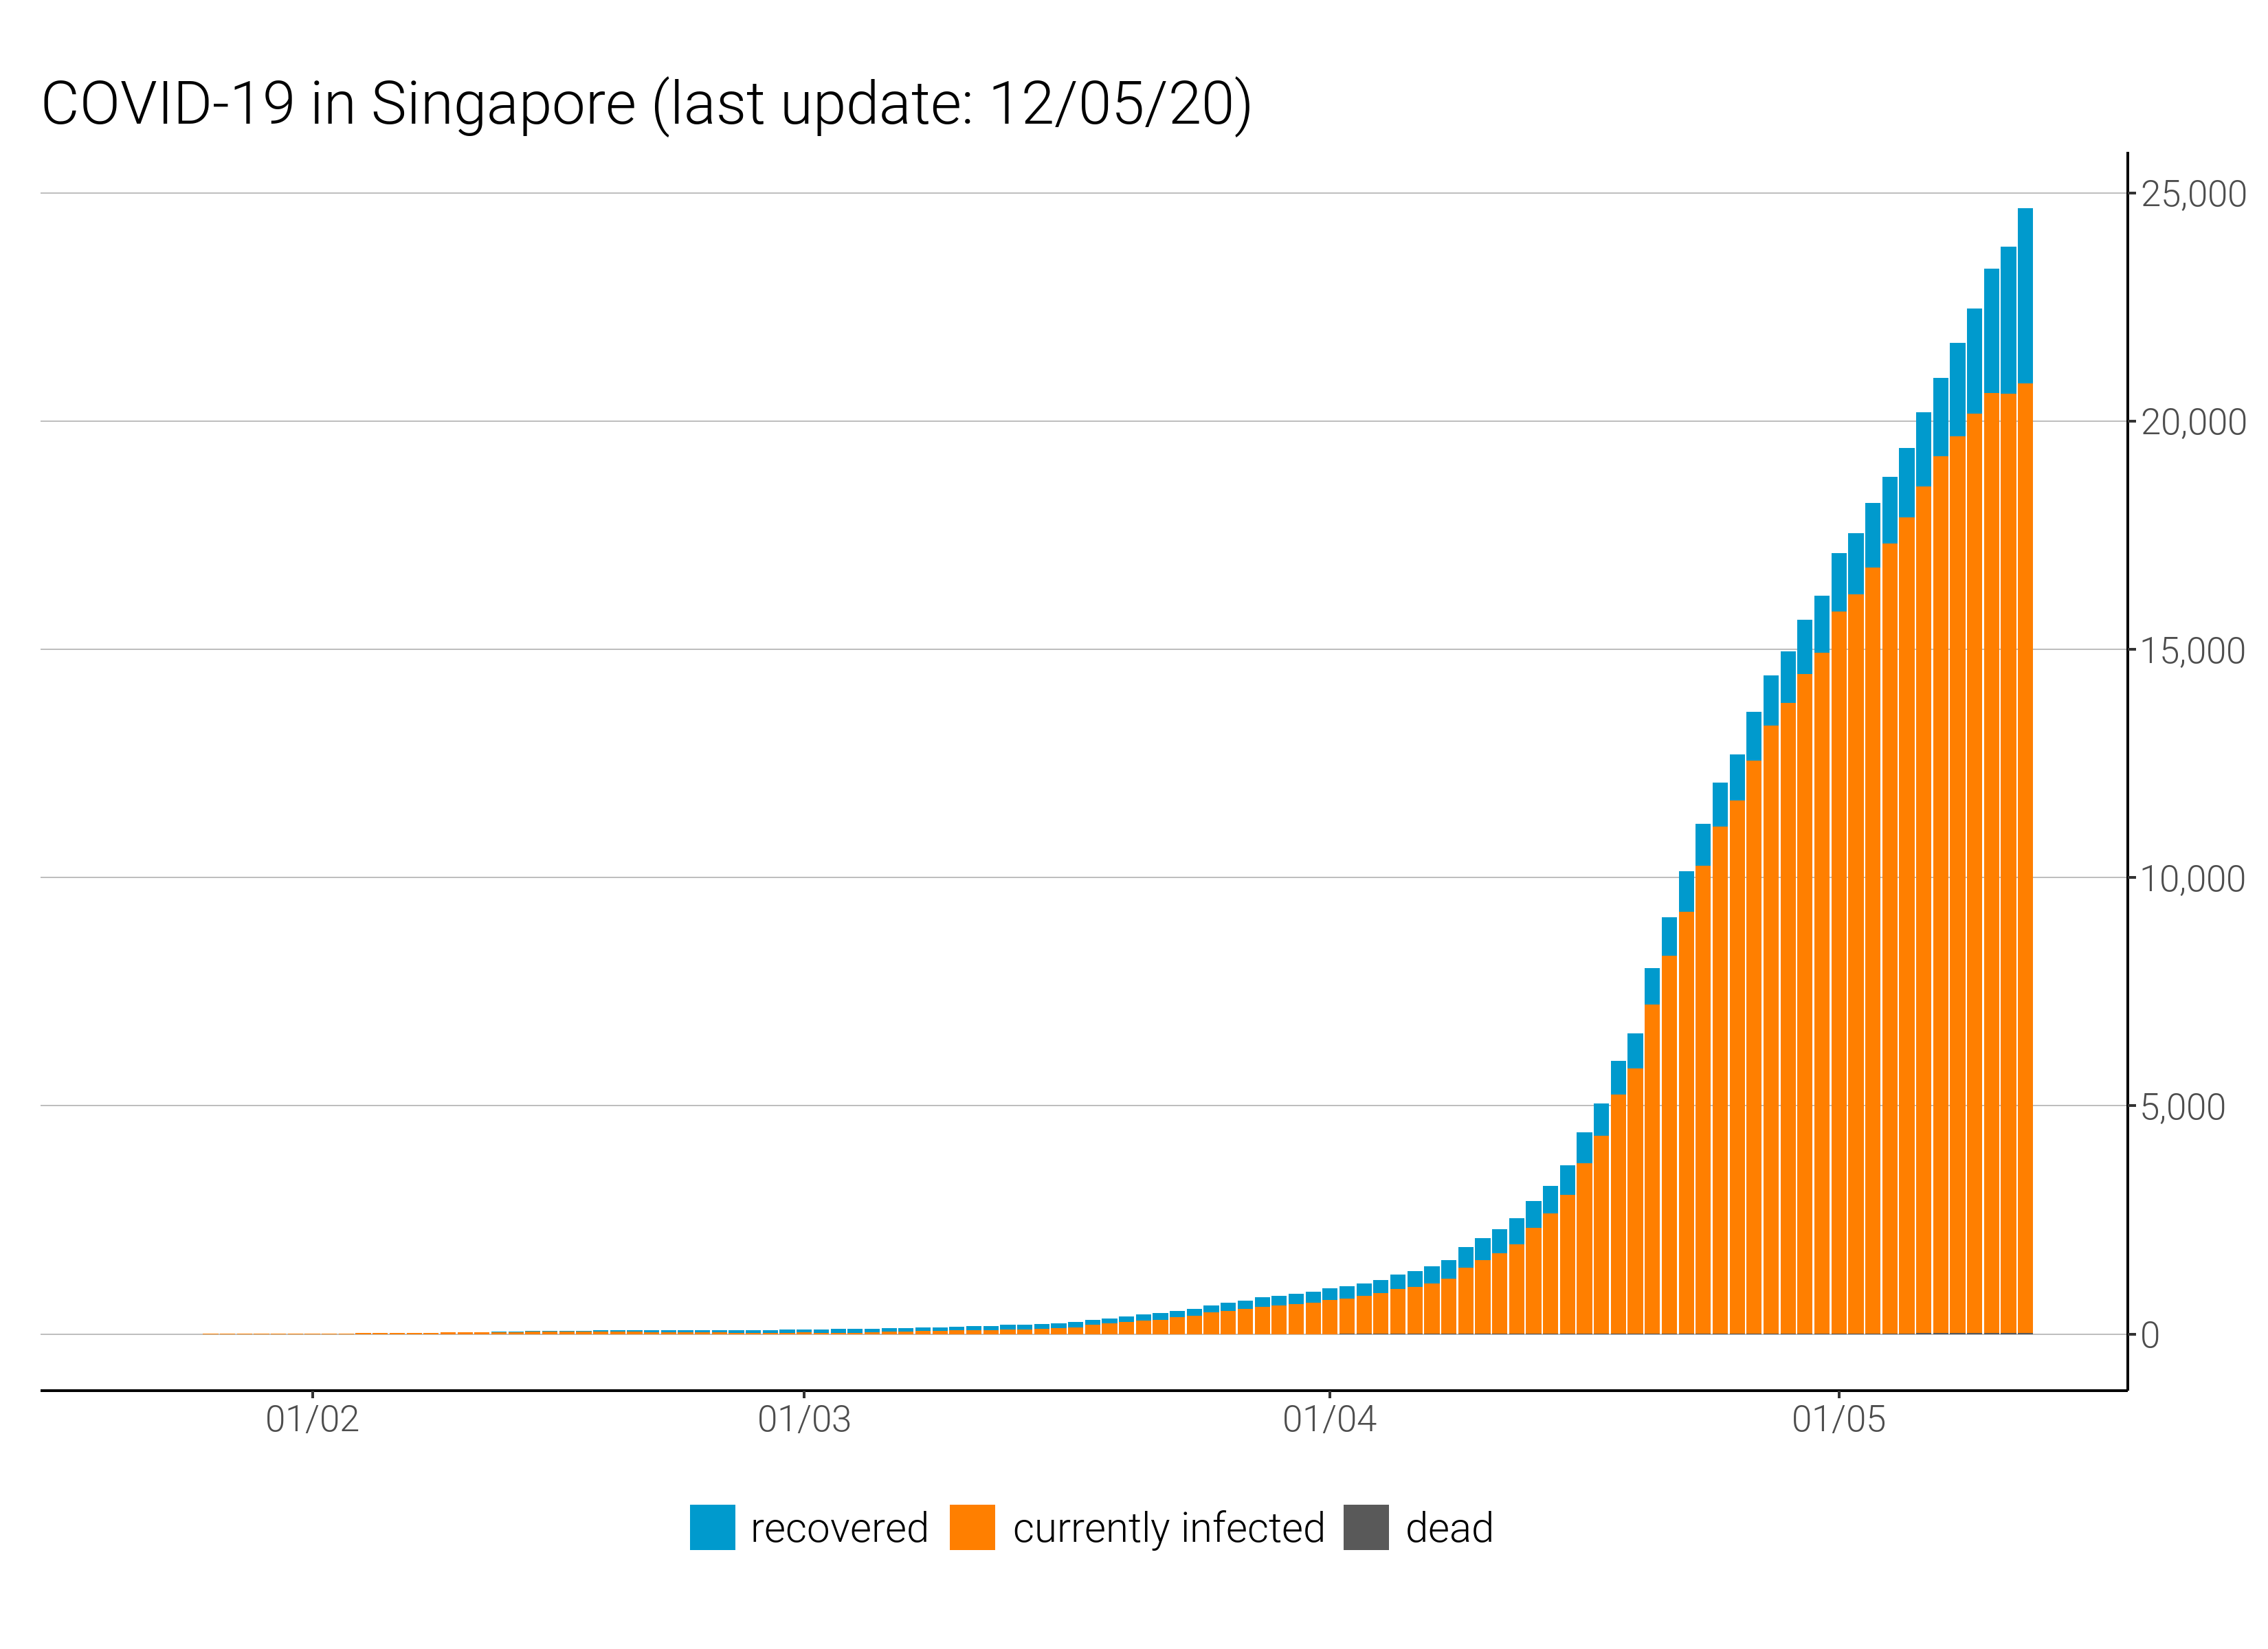 COVID-19 in Singapore (last update: 12/05/20)
25,000
20,000
15,000
10,000
5,000
0
01/02 01/03 01/04 01/05
recovered currently infected dead